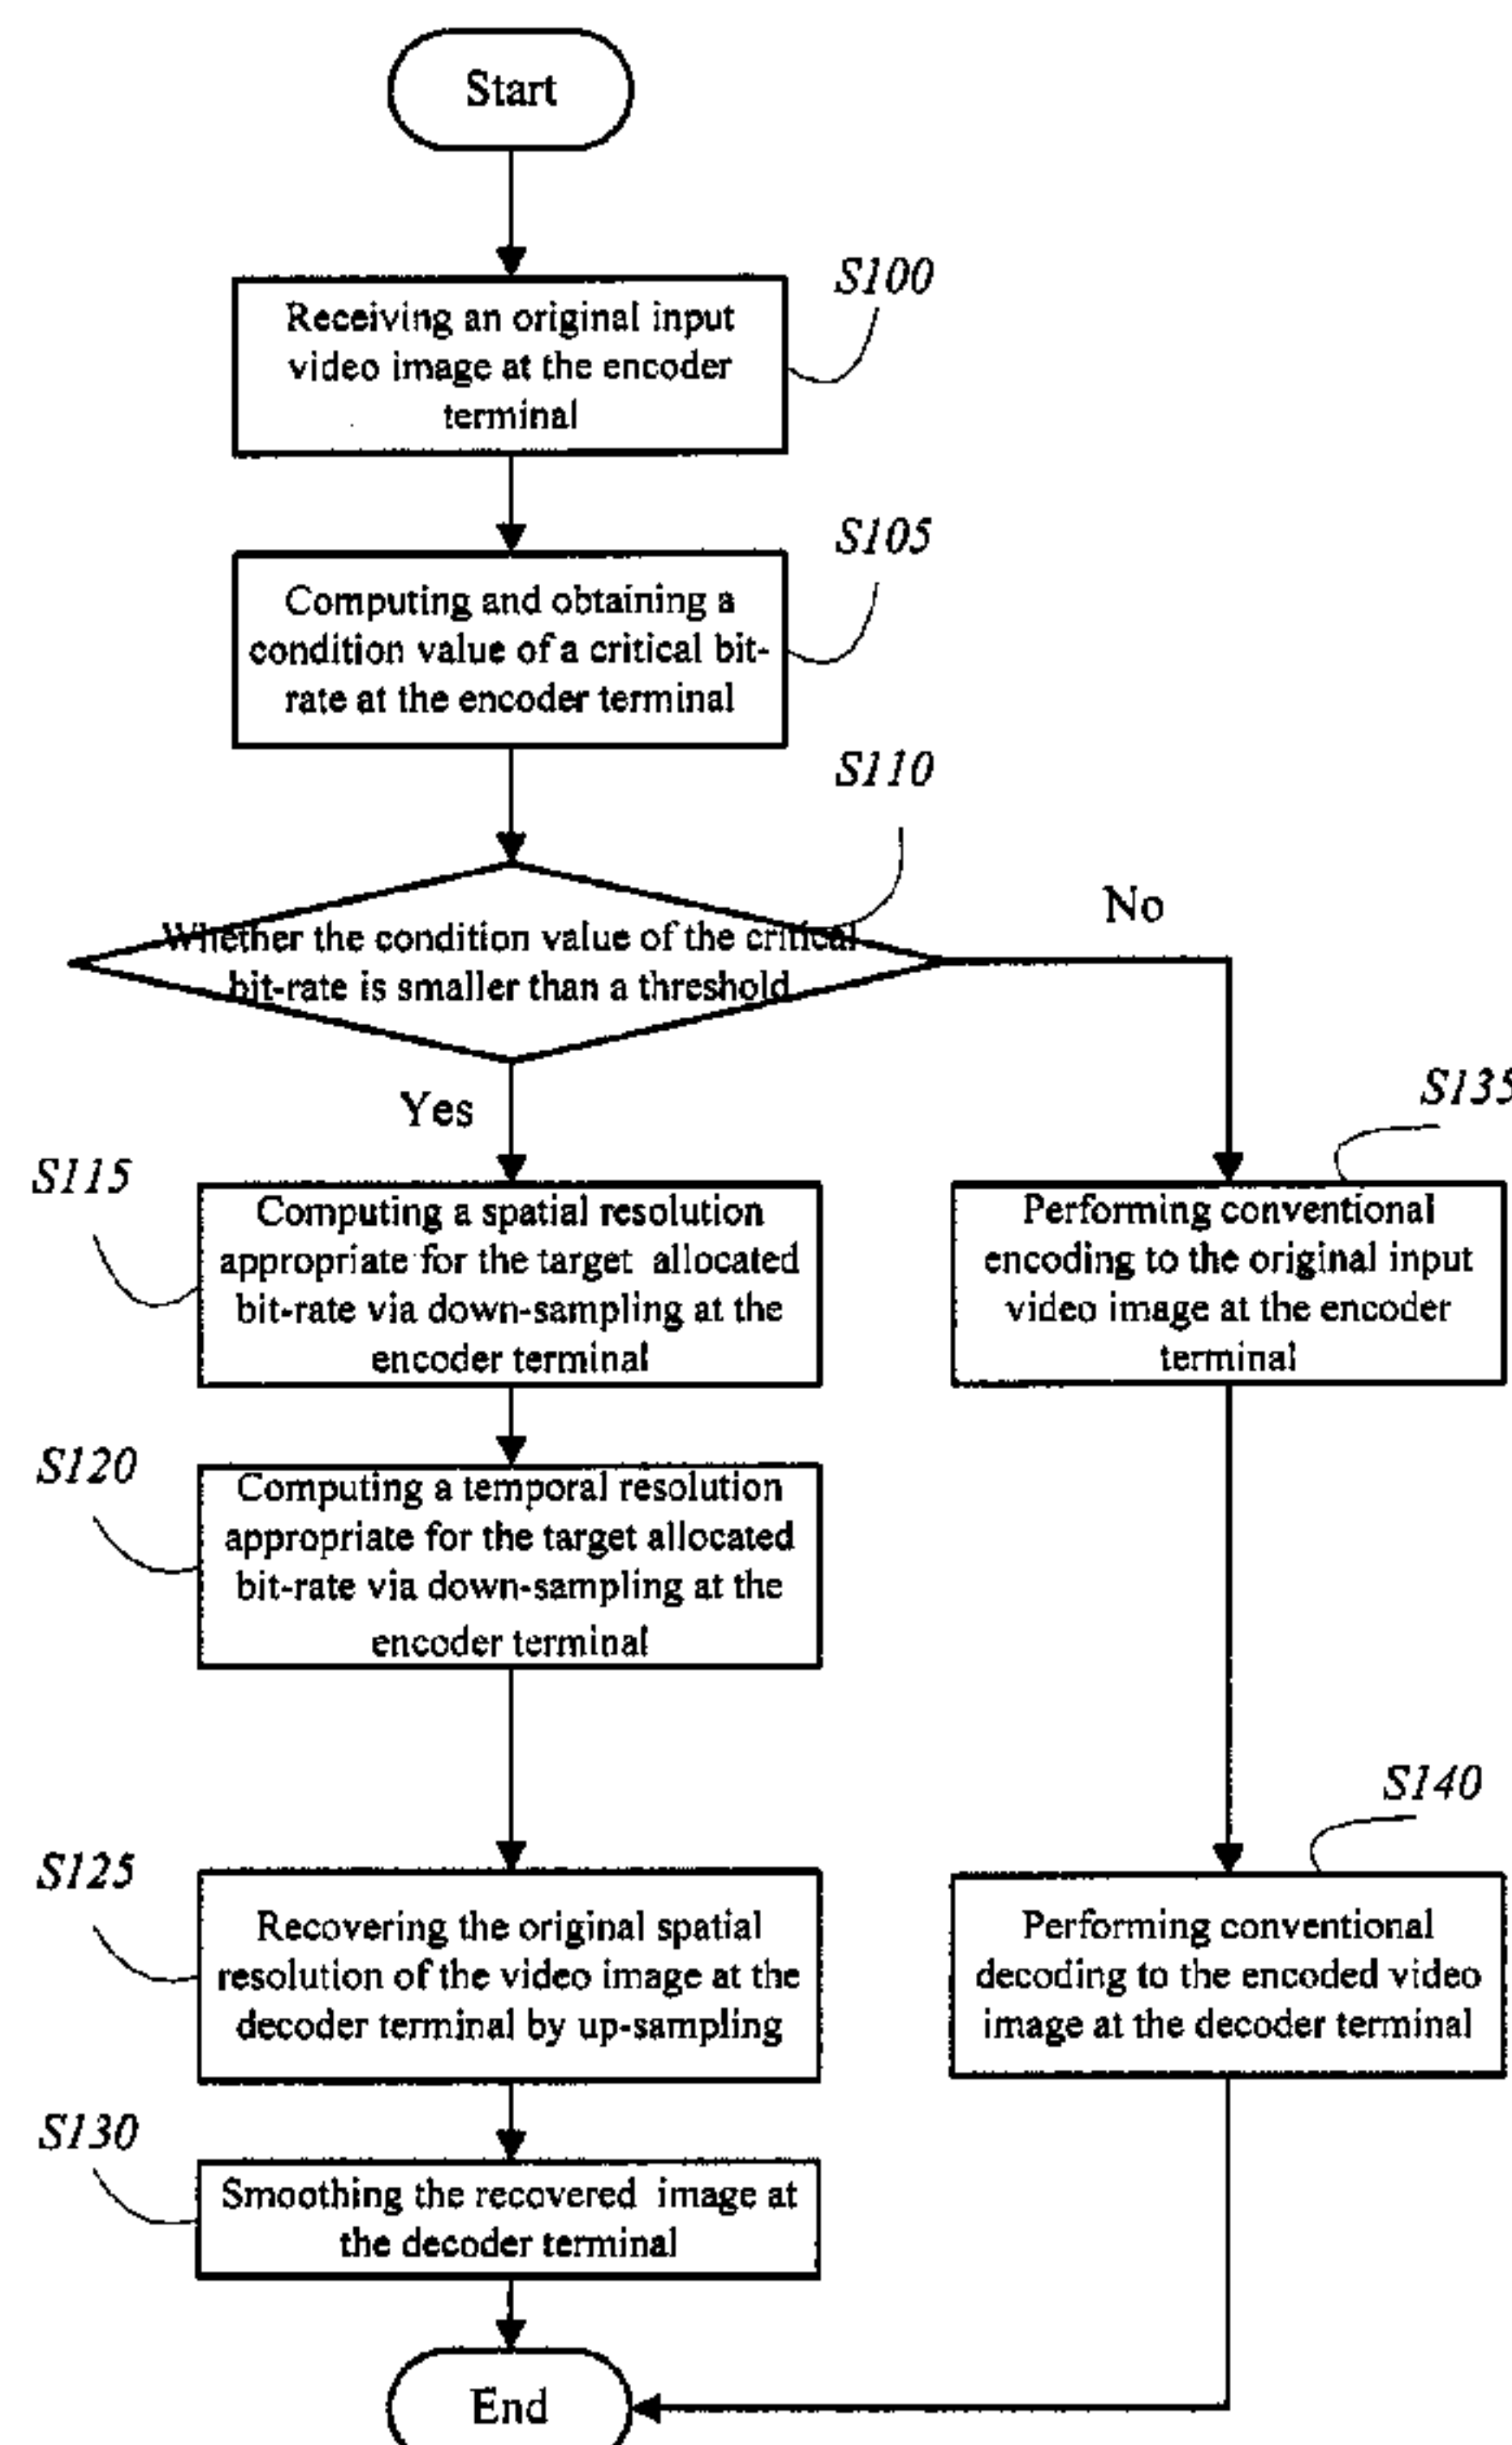 Start
S100
Receiving an original input
video image at the encoder
terminal
S105
Computing and obtaining a
condition value of a critical bit-
rate at the encoder terminal
S110
Whether the condition value of the critical
bit-rate is smaller than a threshold
No
Yes
S115
Computing a spatial resolution
appropriate for the target allocated
bit-rate via down-sampling at the
encoder terminal
S135
Performing conventional
encoding to the original input
video image at the encoder
terminal
S120
Computing a temporal resolution
appropriate for the target allocated
bit-rate via down-sampling at the
encoder terminal
S125
Recovering the original spatial
resolution of the video image at the
decoder terminal by up-sampling
S140
Performing conventional
decoding to the encoded video
image at the decoder terminal
S130
Smoothing the recovered image at
the decoder terminal
End